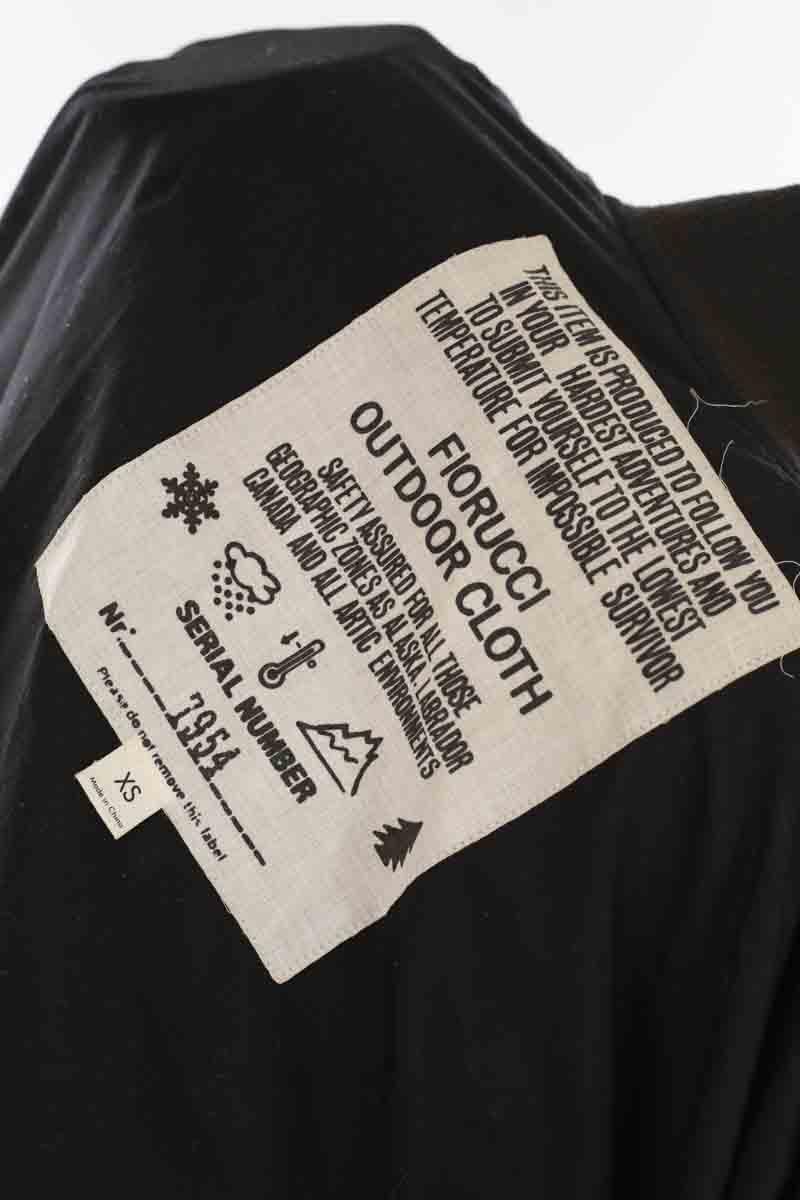 THIS ITEM IS PRODUCED TO FOLLOW YOU
IN YOUR HARDEST ADVENTURES AND
TO SUBMIT YOURSELF TO THE LOWEST
TEMPERATURE FOR IMPOSSIBLE SURVIVOR
FIORUCCI
OUTDOOR CLOTH
SAFETY ASSURED FOR ALL THOSE
GEOGRAPHIC ZONES AS ALASKA, LABRADOR
CANADA AND ALL ARTIC ENVIRONMENTS
SERIAL NUMBER
Nr. 7954
Please do not remove this label
XS
Made in China